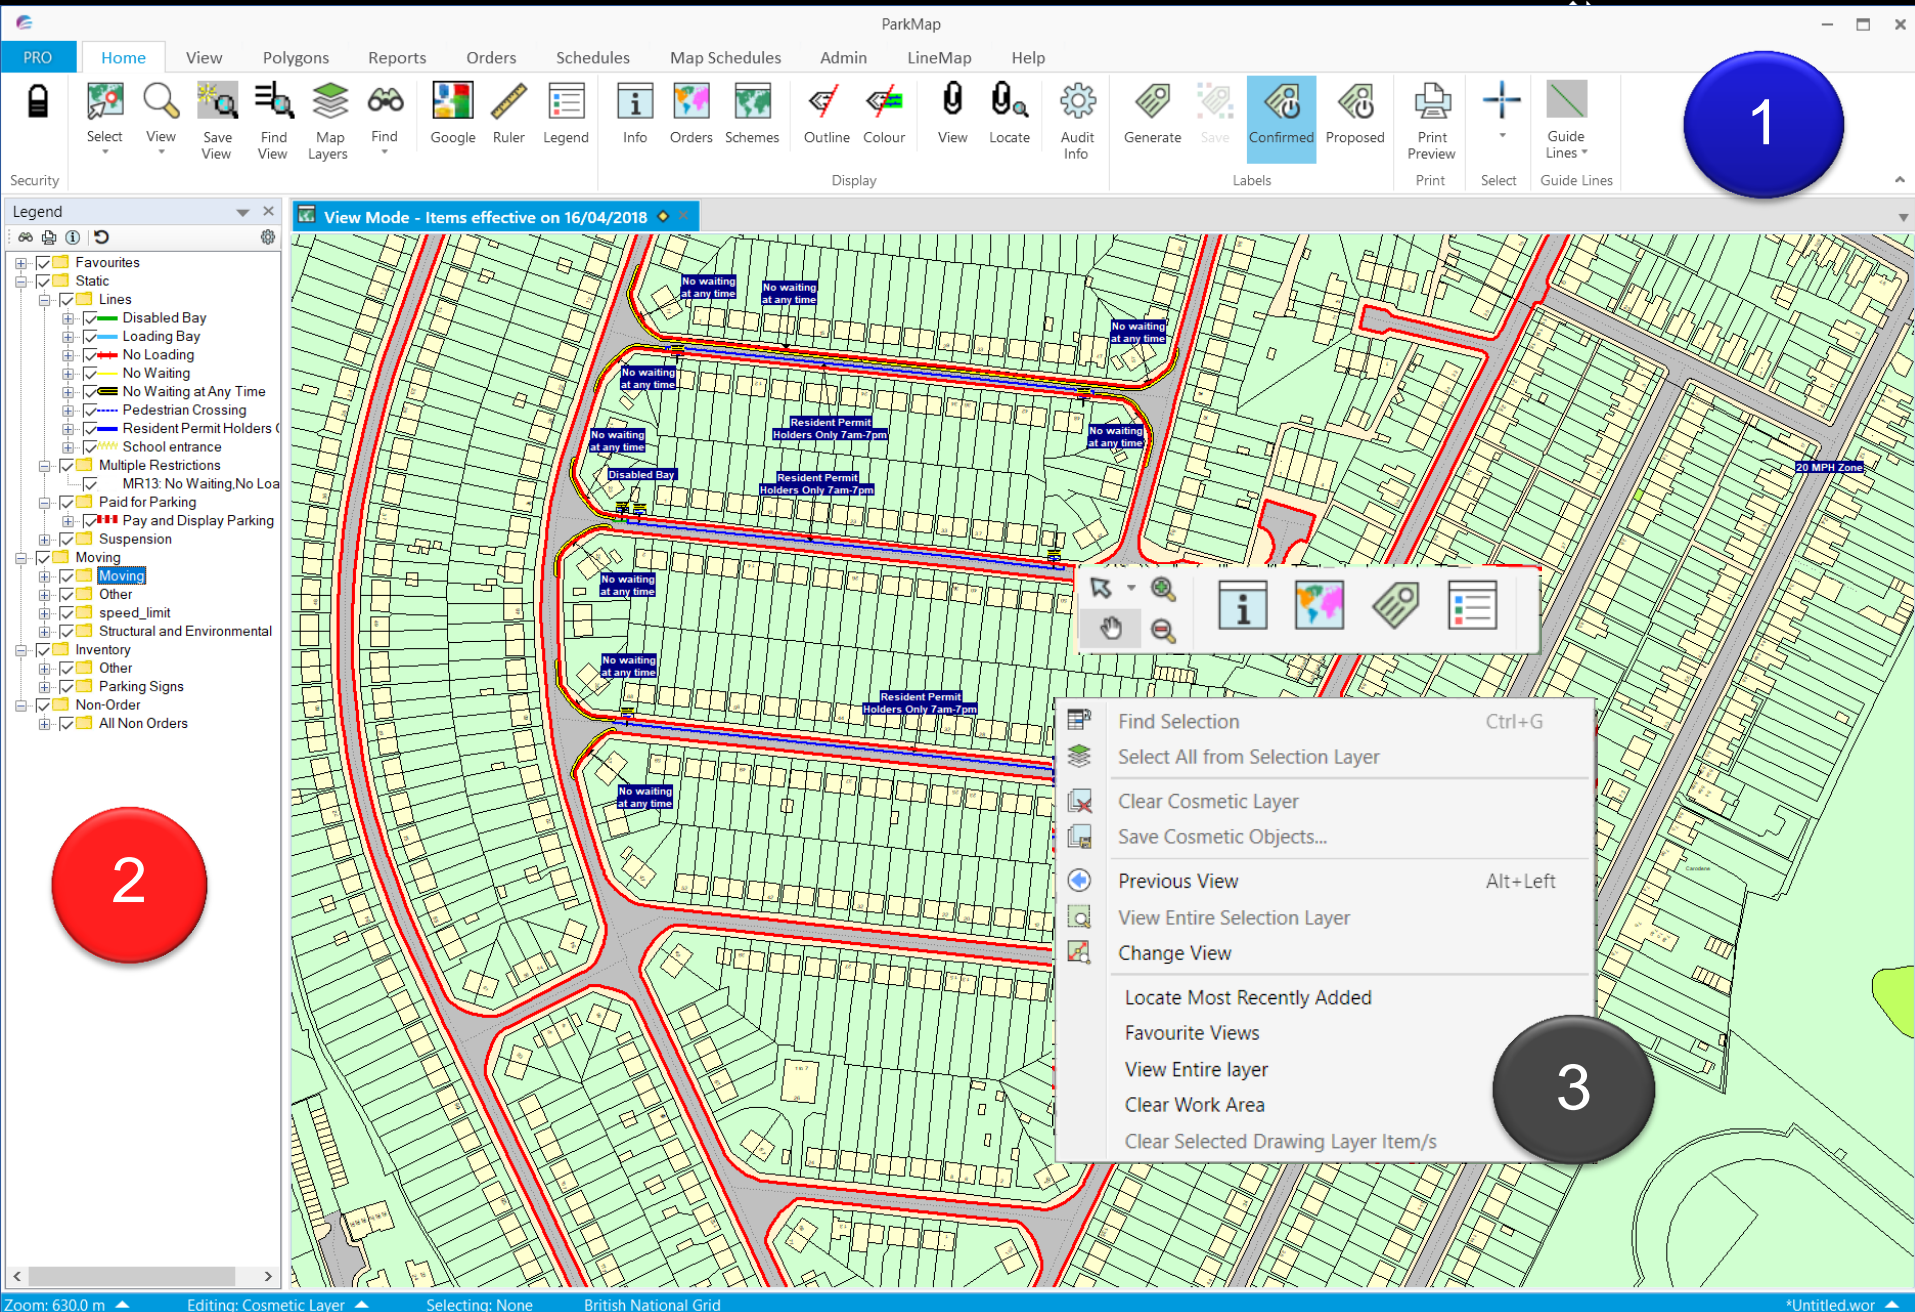 ParkMap
PRO Home View Polygons Reports Orders Schedules Map Schedules Admin LineMap Help
Select
View
Save View
Find View
Map Layers
Find
Google
Ruler
Legend
Info
Orders
Schemes
Outline
Colour
View
Locate
Audit Info
Generate
Save
Confirmed
Proposed
Print Preview
Guide Lines
Security
Display
Labels
Print
Select
Guide Lines
1
Legend
Favourites
Static
Lines
Disabled Bay
Loading Bay
No Loading
No Waiting
No Waiting at Any Time
Pedestrian Crossing
Resident Permit Holders
School entrance
Multiple Restrictions
MR13: No Waiting,No Loa
Paid for Parking
Pay and Display Parking
Suspension
Moving
Moving
Other
speed_limit
Structural and Environmental
Inventory
Other
Parking Signs
Non-Order
All Non Orders
2
View Mode - Items effective on 16/04/2018
No waiting
at any time
No waiting
at any time
No waiting
at any time
No waiting
at any time
Resident Permit
Holders Only 7am-7pm
No waiting
at any time
No waiting
at any time
Disabled Bay
Resident Permit
Holders Only 7am-7pm
20 MPH Zone
No waiting
at any time
No waiting
at any time
Resident Permit
Holders Only 7am-7pm
No waiting
at any time
Find Selection Ctrl+G
Select All from Selection Layer
Clear Cosmetic Layer
Save Cosmetic Objects...
Previous View Alt+Left
View Entire Selection Layer
Change View
Locate Most Recently Added
Favourite Views
View Entire layer
Clear Work Area
Clear Selected Drawing Layer Item/s
3
Zoom: 630.0 m Editing: Cosmetic Layer Selecting: None British National Grid *Untitled.wor